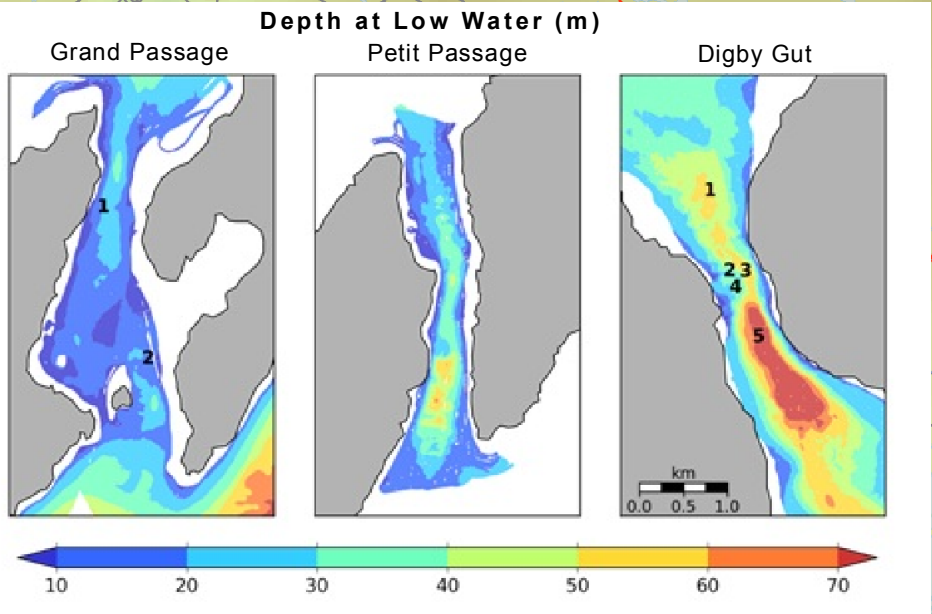 Depth at Low Water (m)
Grand Passage
Petit Passage
Digby Gut
1
2
1
2 3
4
5
km
0.0 0.5 1.0
10 20 30 40 50 60 70